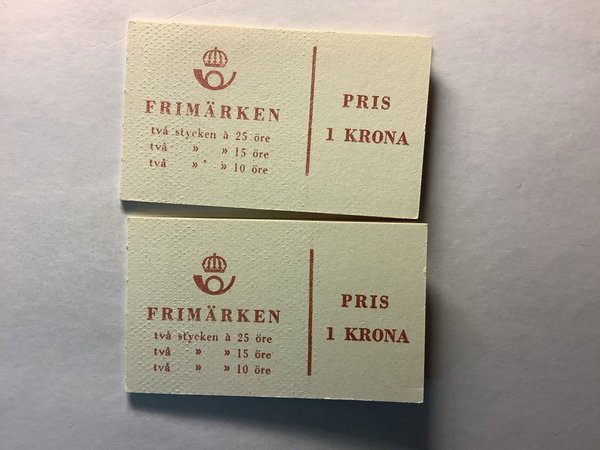 FRIMÄRKEN
två stycken à 25 öre
två » » 15 öre
två » » 10 öre
PRIS
1 KRONA
FRIMÄRKEN
två stycken à 25 öre
två » » 15 öre
två » » 10 öre
PRIS
1 KRONA